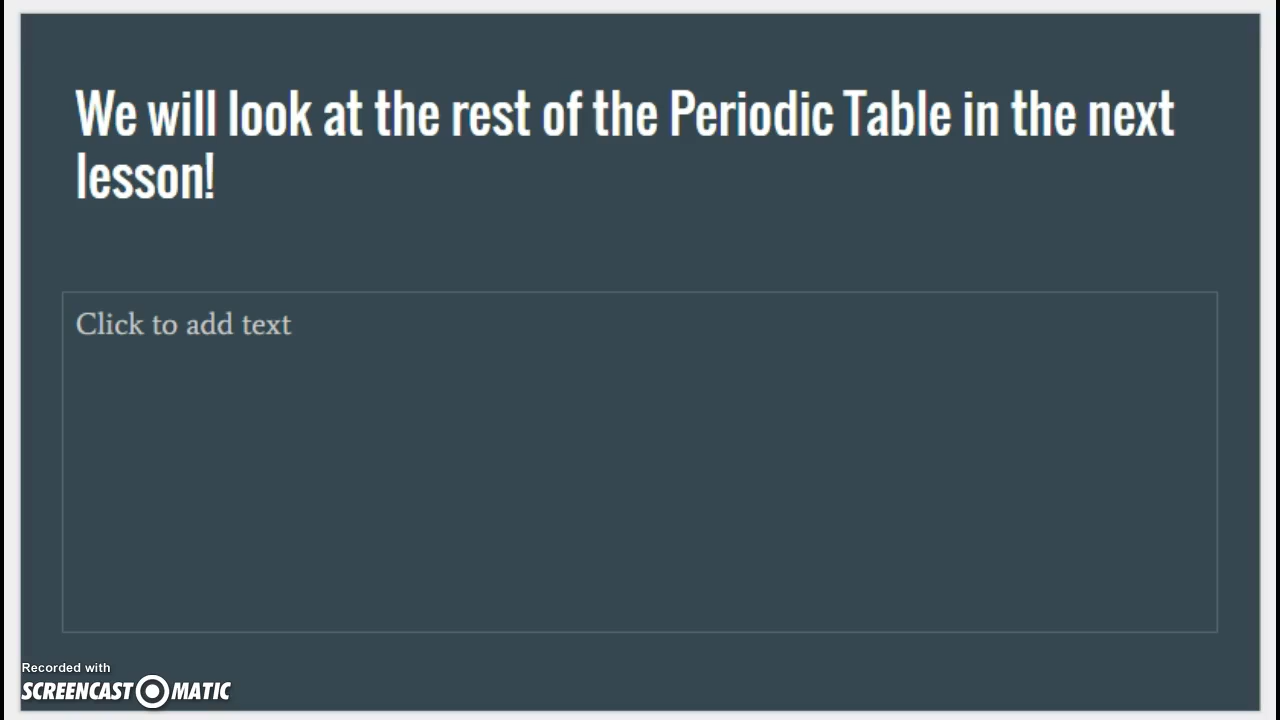 We will look at the rest of the Periodic Table in the next
lesson!
Click to add text
Recorded with
SCREENCAST MATIC